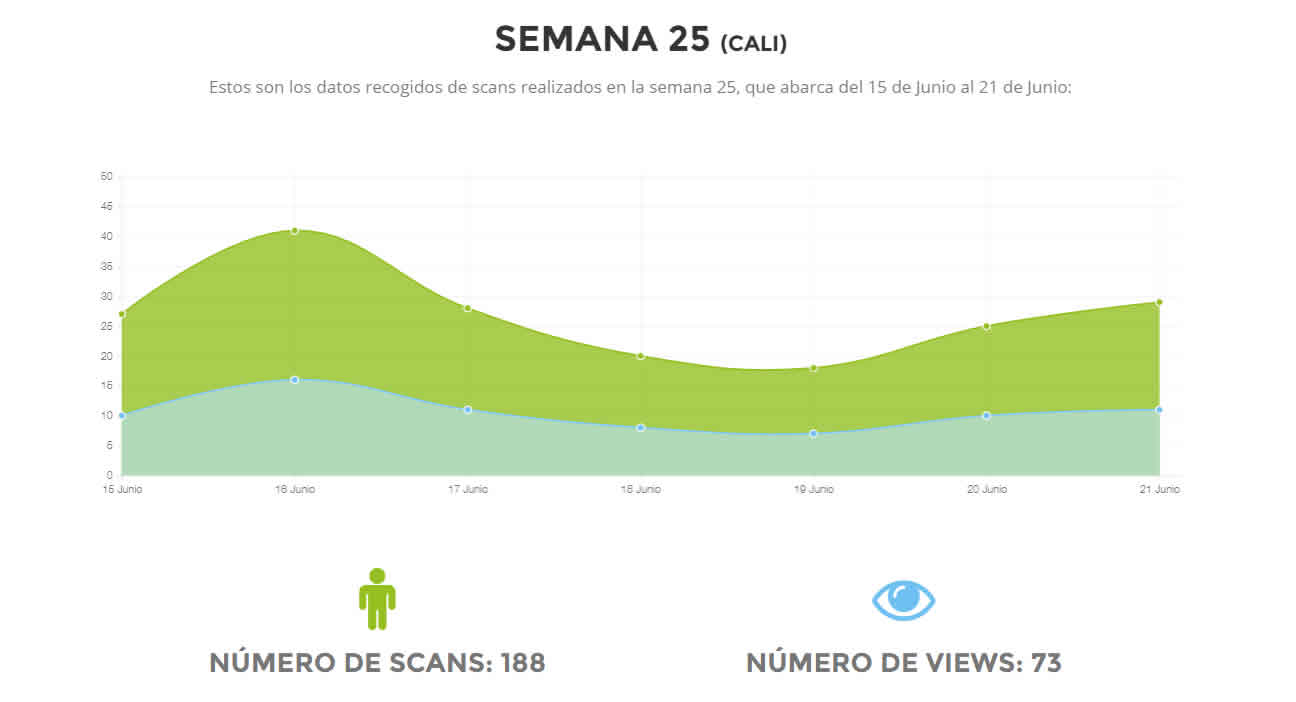 SEMANA 25 (CALI)
Estos son los datos recogidos de scans realizados en la semana 25, que abarca del 15 de Junio al 21 de Junio:
50
45
40
35
30
25
20
15
10
5
0
15 Junio
16 Junio
17 Junio
18 Junio
19 Junio
20 Junio
21 Junio
NÚMERO DE SCANS: 188
NÚMERO DE VIEWS: 73